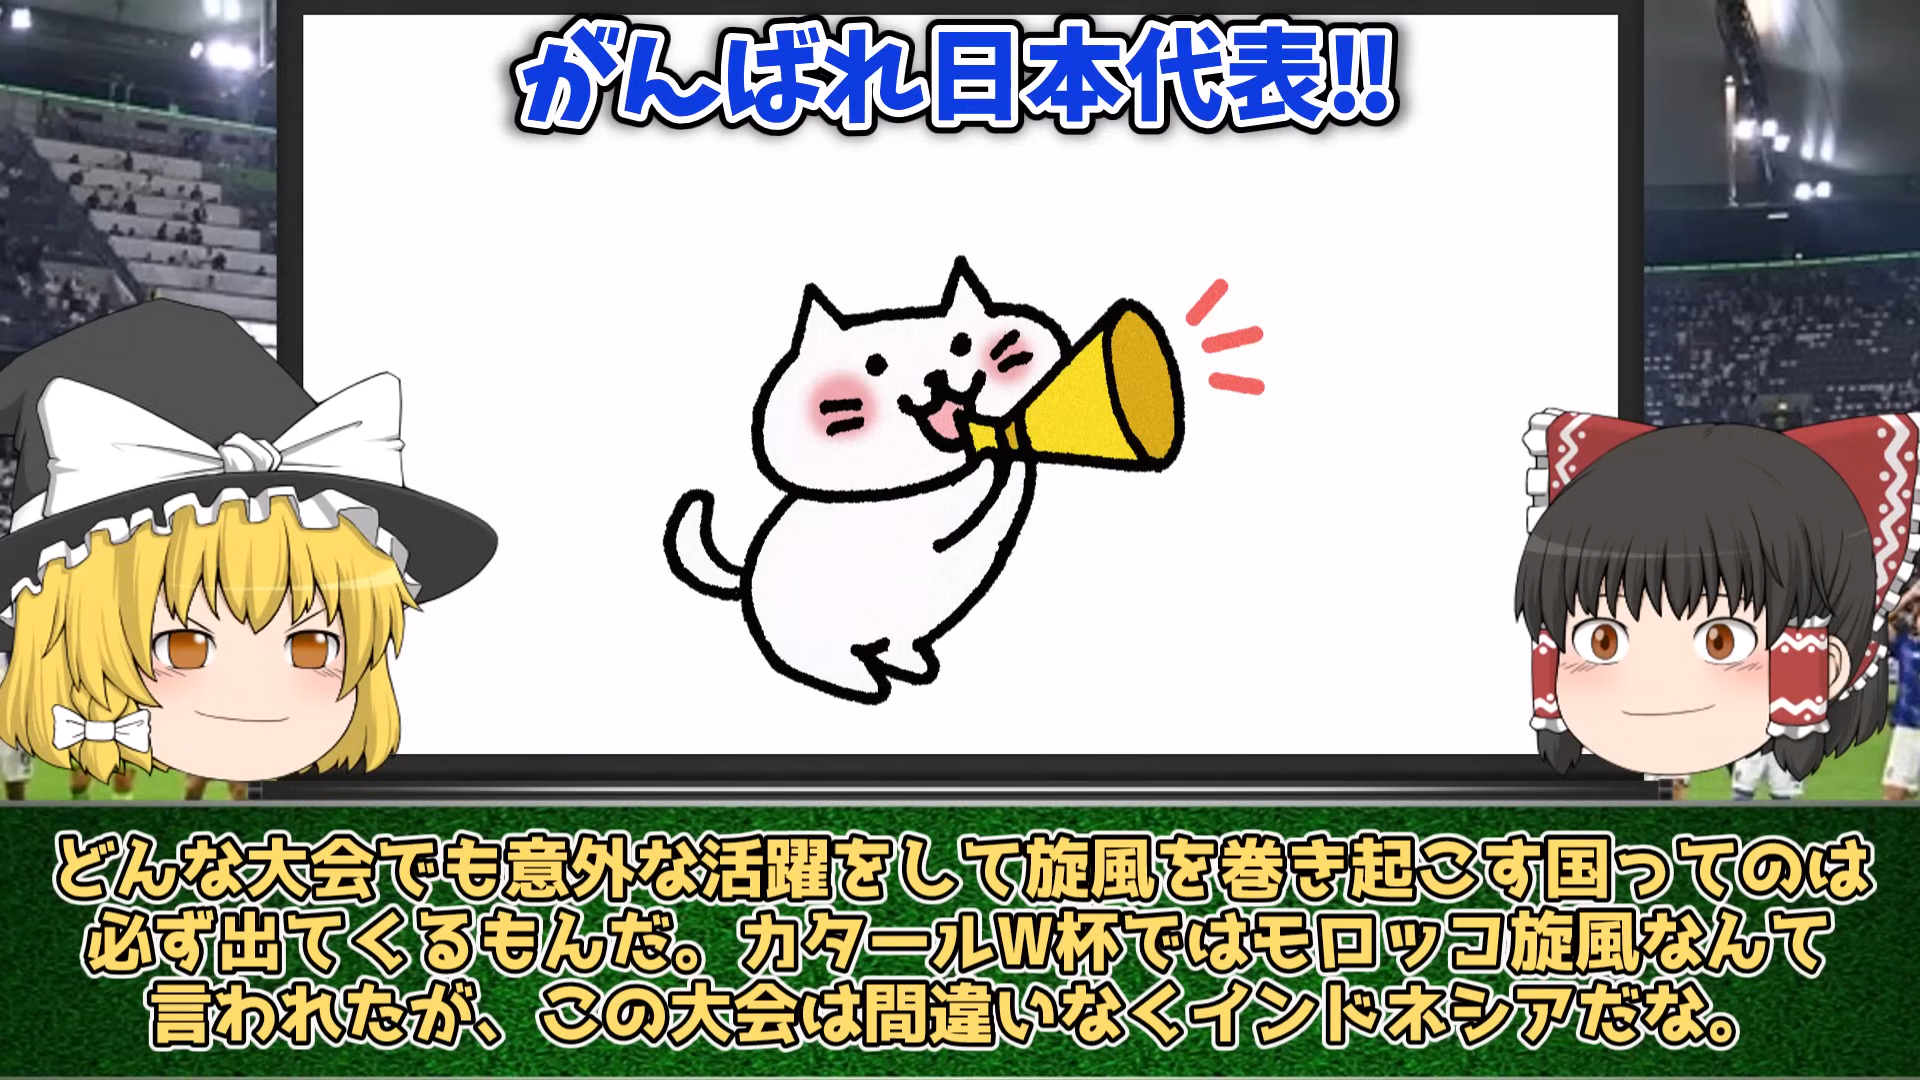 がんばれ日本代表!!
どんな大会でも意外な活躍をして旋風を巻き起こす国ってのは
必ず出てくるもんだ。カタールW杯ではモロッコ旋風なんて
言われたが、この大会は間違いなくインドネシアだな。